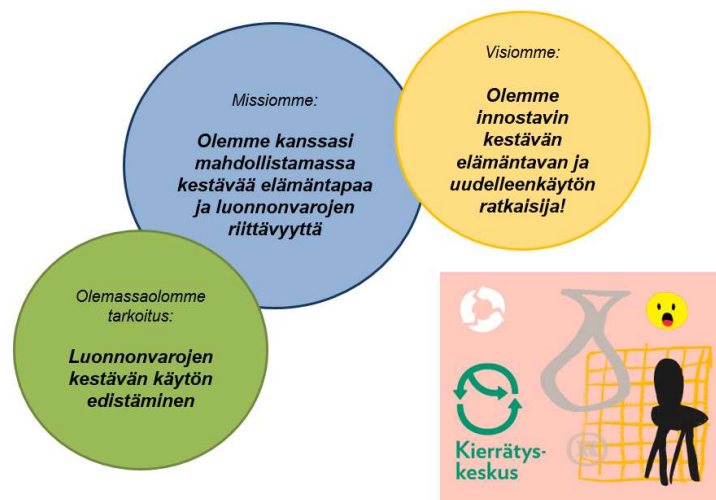 Missiomme:
Olemme kanssasi
mahdollistamassa
kestävää elämäntapaa
ja luonnonvarojen
riittävyyttä
Visiomme:
Olemme
innostavin
kestävän
elämäntavan ja
uudelleenkäytön
ratkaisija!
Olemassaolomme
tarkoitus:
Luonnonvarojen
kestävän käytön
edistäminen
Kierrätys-
keskus